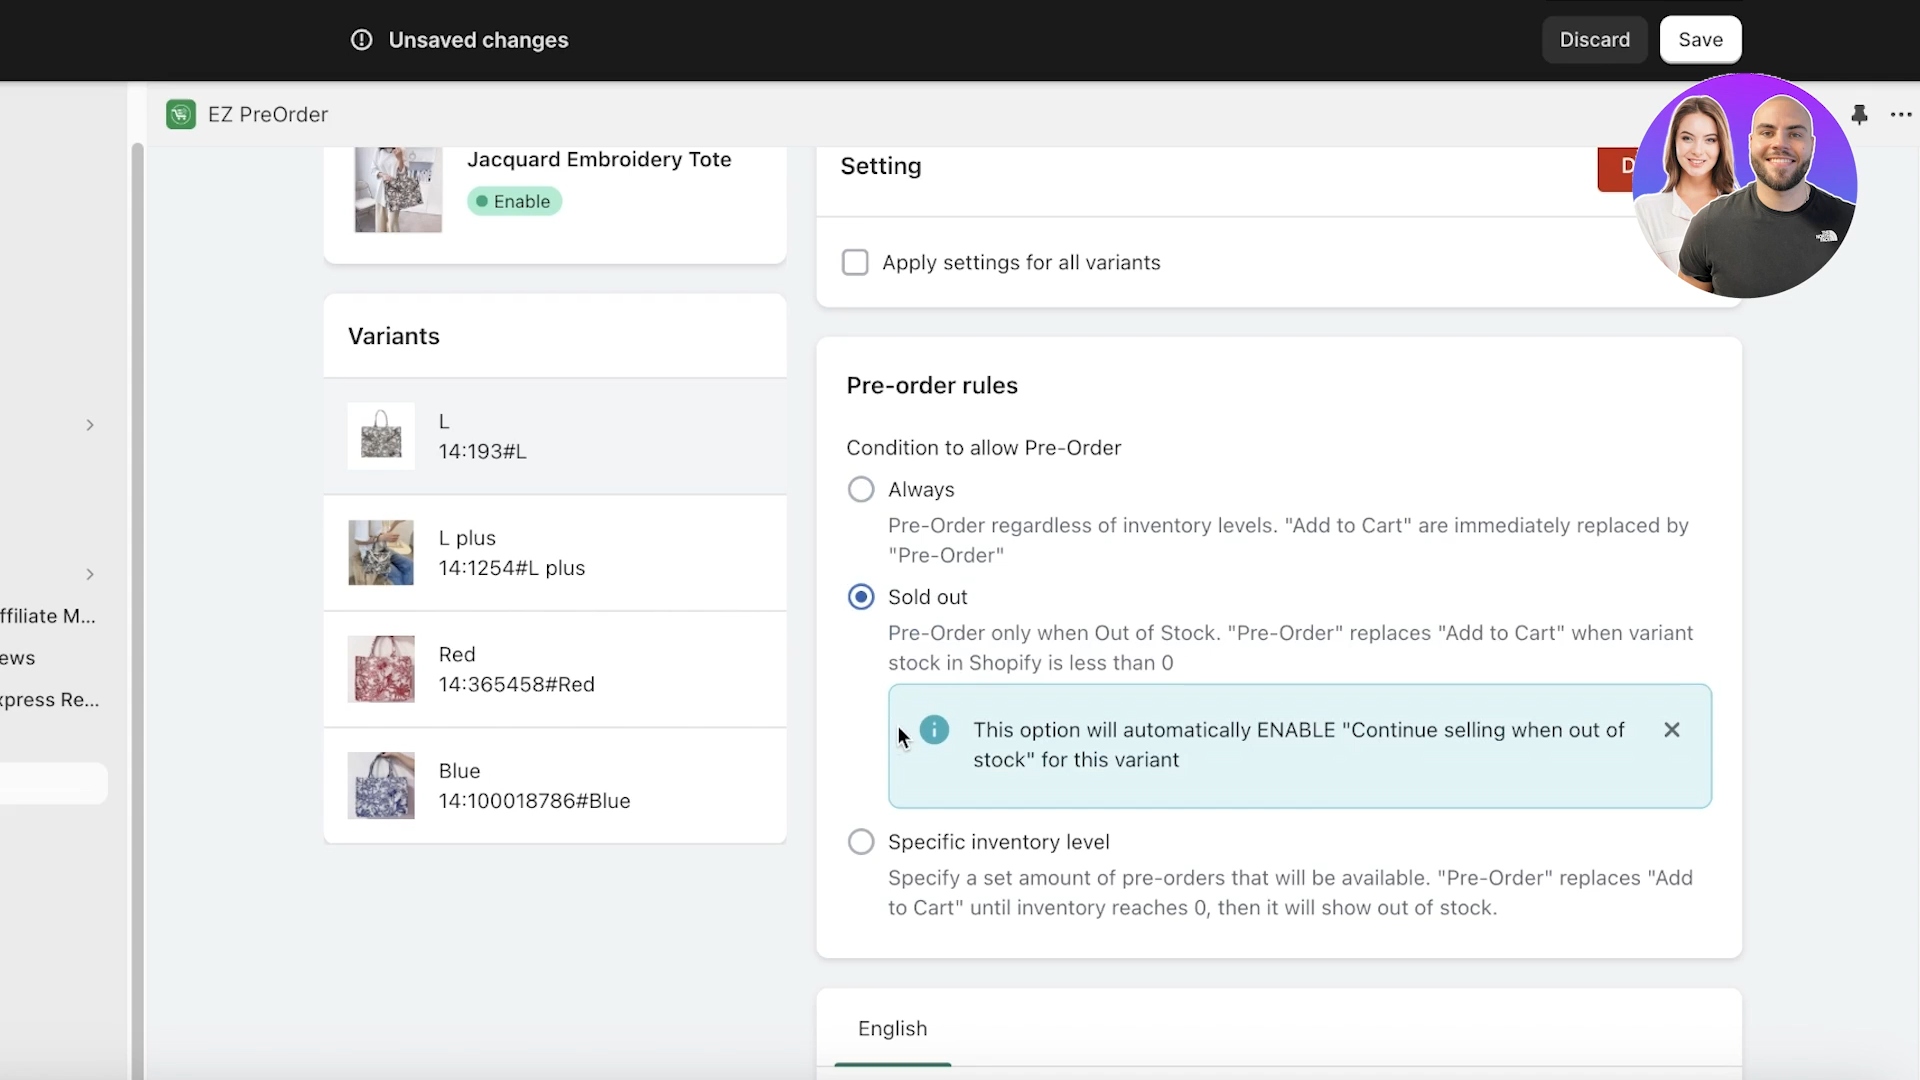 Unsaved changes
Discard
Save
EZ PreOrder
Jacquard Embroidery Tote
Enable
Setting
D
Apply settings for all variants
Variants
L
14:193#L
L plus
14:1254#L plus
Red
14:365458#Red
Blue
14:100018786#Blue
ffiliate M...
ews
xpress Re...
Pre-order rules
Condition to allow Pre-Order
Always
Pre-Order regardless of inventory levels. "Add to Cart" are immediately replaced by
"Pre-Order"
Sold out
Pre-Order only when Out of Stock. "Pre-Order" replaces "Add to Cart" when variant
stock in Shopify is less than 0
This option will automatically ENABLE "Continue selling when out of
stock" for this variant
Specific inventory level
Specify a set amount of pre-orders that will be available. "Pre-Order" replaces "Add
to Cart" until inventory reaches 0, then it will show out of stock.
English